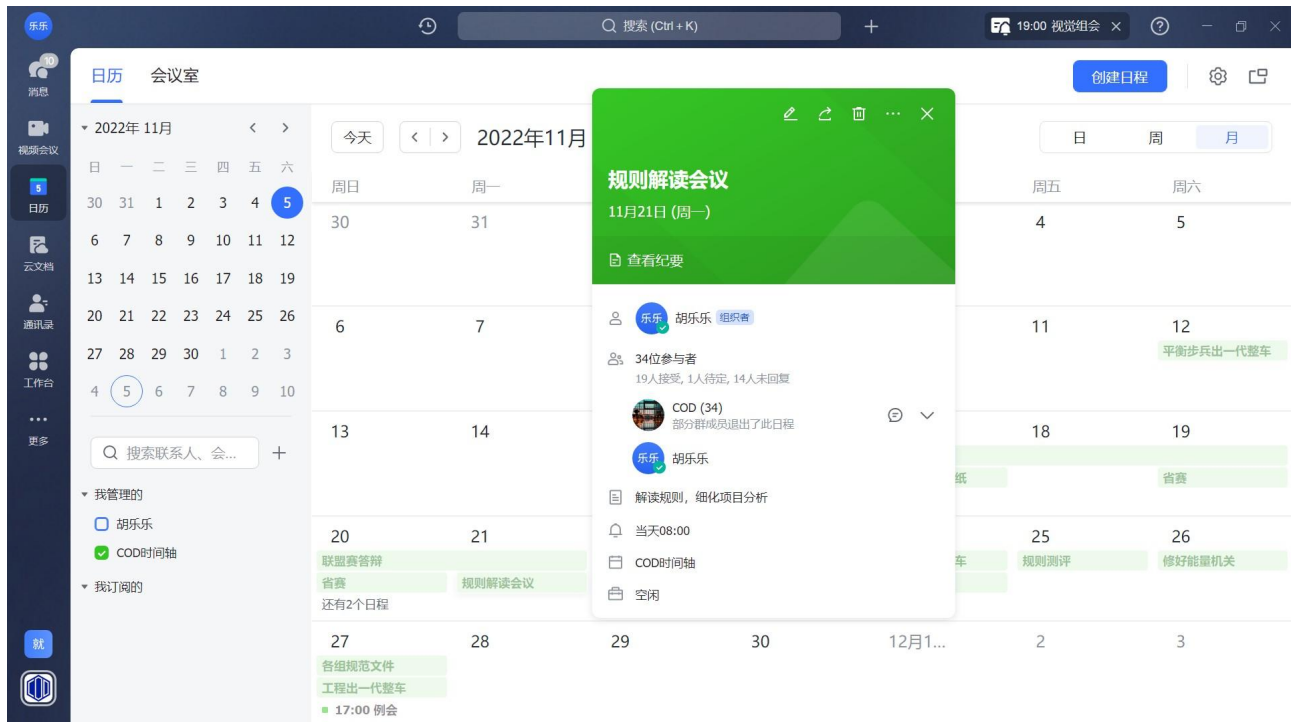 乐乐
搜索 (Ctrl + K)
19:00 视觉组会
10
消息
视频会议
5
日历
云文档
通讯录
工作台
更多
就
日历
会议室
创建日程
2022年 11月
日 一 二 三 四 五 六
30 31 1 2 3 4 5
6 7 8 9 10 11 12
13 14 15 16 17 18 19
20 21 22 23 24 25 26
27 28 29 30 1 2 3
4 5 6 7 8 9 10
搜索联系人、会...
我管理的
胡乐乐
COD时间轴
我订阅的
今天
2022年11月
日 周 月
周日 周一 周五 周六
30 31 4 5
6 7 11 12
平衡步兵出一代整车
13 14 18 19
纸 省赛
20 21 25 26
联盟赛答辩 车 规则测评 修好能量机关
省赛 规则解读会议
还有2个日程
27 28 29 30 12月1... 2 3
各组规范文件
工程出一代整车
17:00 例会
规则解读会议
11月21日 (周一)
查看纪要
乐乐 胡乐乐 组织者
34位参与者
19人接受, 1人待定, 14人未回复
COD (34)
部分群成员退出了此日程
乐乐 胡乐乐
解读规则，细化项目分析
当天08:00
COD时间轴
空闲